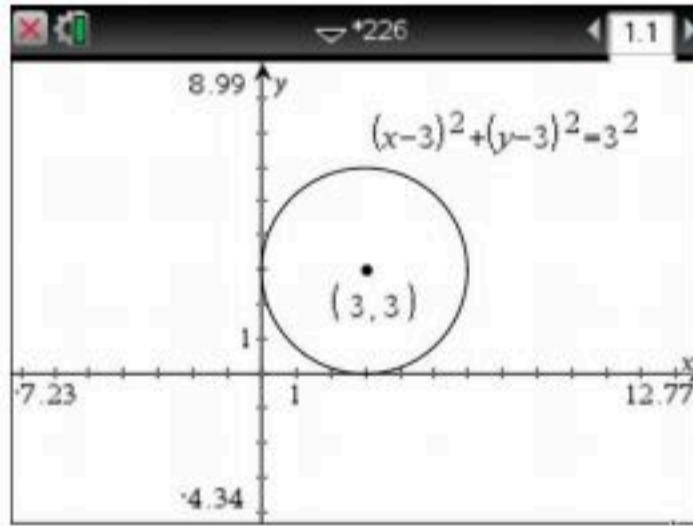 *226
1.1
8.99 y
(x-3)²+(y-3)²=3²
(3,3)
1
x
-7.23
1
12.77
-4.34